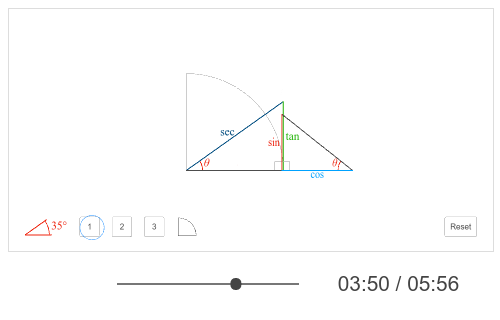 sec
sin
tan
θ
θ
cos
35°
1
2
3
Reset
03:50 / 05:56